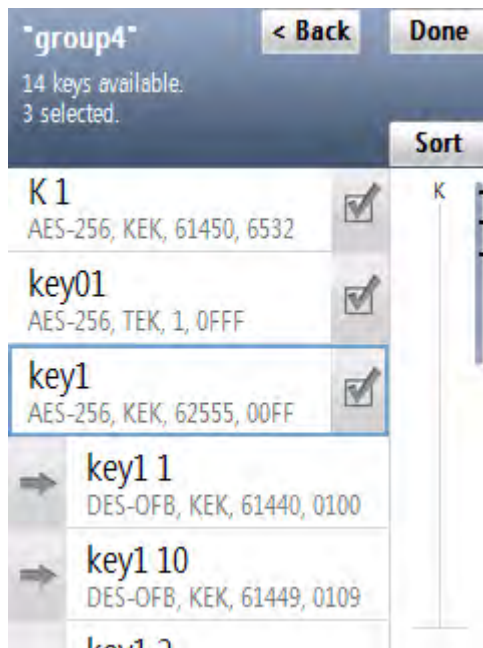 "group4"
< Back
Done
14 keys available.
3 selected.
Sort
K 1
AES-256, KEK, 61450, 6532
K
key01
AES-256, TEK, 1, 0FFF
key1
AES-256, KEK, 62555, 00FF
key1 1
DES-OFB, KEK, 61440, 0100
key1 10
DES-OFB, KEK, 61449, 0109